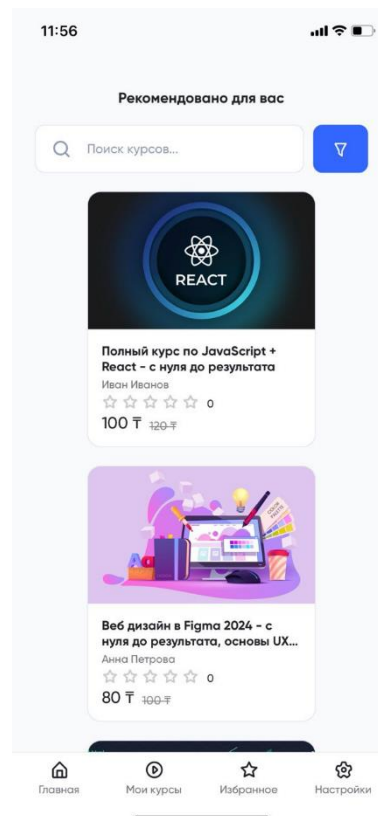 11:56
Рекомендовано для вас
Поиск курсов...
REACT
Полный курс по JavaScript +
React - с нуля до результата
Иван Иванов
0
100 ₸ 120 ₸
Веб дизайн в Figma 2024 - с
нуля до результата, основы UX...
Анна Петрова
0
80 ₸ 100 ₸
Главная
Мои курсы
Избранное
Настройки